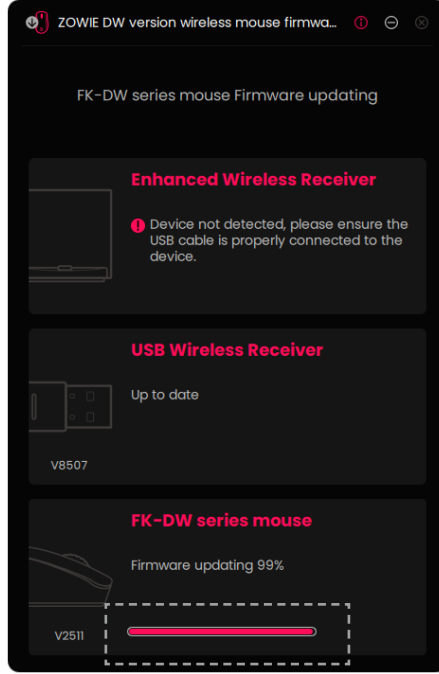 ZOWIE DW version wireless mouse firmwa...
FK-DW series mouse Firmware updating
Enhanced Wireless Receiver
Device not detected, please ensure the
USB cable is properly connected to the
device.
USB Wireless Receiver
Up to date
V8507
FK-DW series mouse
Firmware updating 99%
V2511